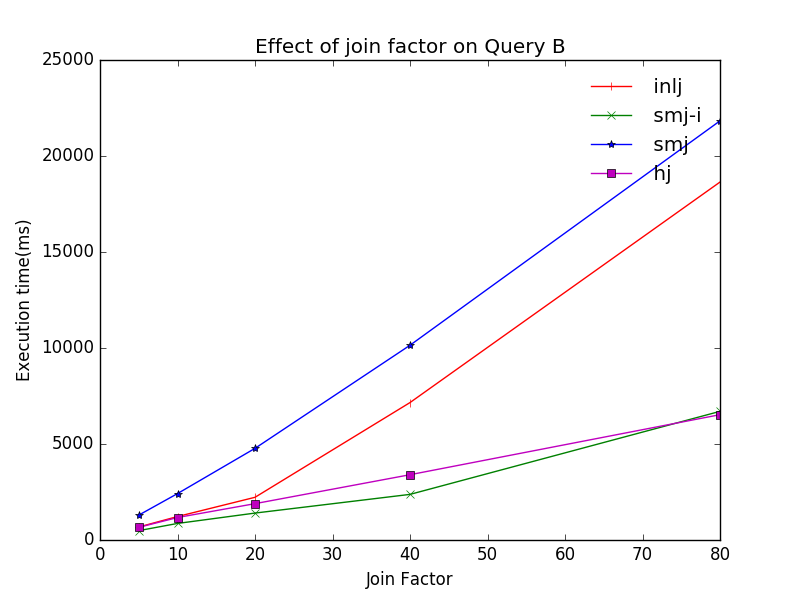 Effect of join factor on Query B
25000
20000
15000
10000
5000
0
Execution time(ms)
inlj
smj-i
smj
hj
0 10 20 30 40 50 60 70 80
Join Factor